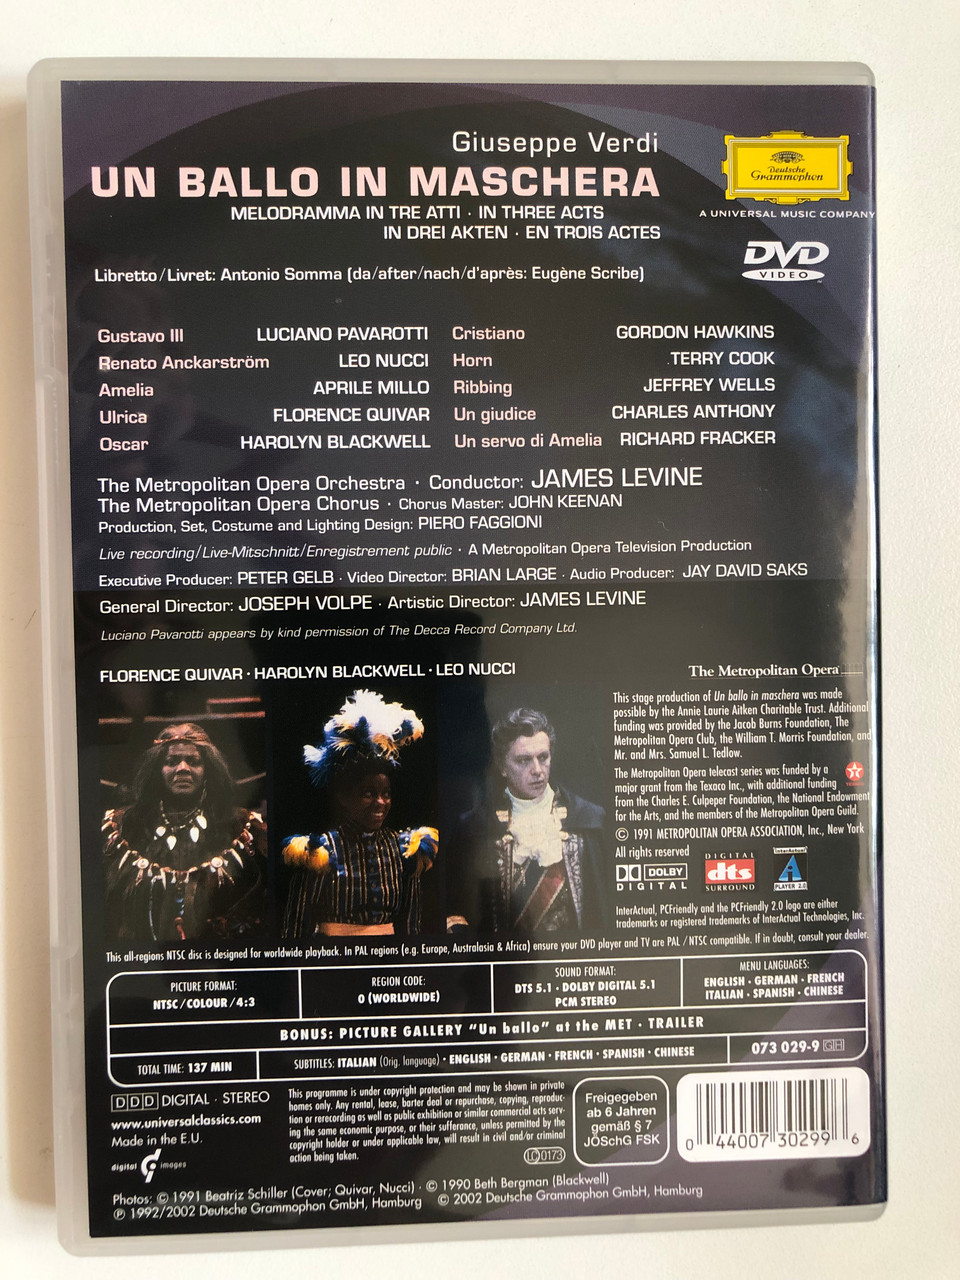 Giuseppe Verdi
UN BALLO IN MASCHERA
MELODRAMMA IN TRE ATTI · IN THREE ACTS
IN DREI AKTEN · EN TROIS ACTES
Deutsche
Grammophon
A UNIVERSAL MUSIC COMPANY
DVD
VIDEO
Libretto/Livret: Antonio Somma (da/after/nach/d'après: Eugène Scribe)
Gustavo III LUCIANO PAVAROTTI
Renato Anckarström LEO NUCCI
Amelia APRILE MILLO
Ulrica FLORENCE QUIVAR
Oscar HAROLYN BLACKWELL
Cristiano GORDON HAWKINS
Horn TERRY COOK
Ribbing JEFFREY WELLS
Un giudice CHARLES ANTHONY
Un servo di Amelia RICHARD FRACKER
The Metropolitan Opera Orchestra · Conductor: JAMES LEVINE
The Metropolitan Opera Chorus · Chorus Master: JOHN KEENAN
Production, Set, Costume and Lighting Design: PIERO FAGGIONI
Live recording/Live-Mitschnitt/Enregistrement public · A Metropolitan Opera Television Production
Executive Producer: PETER GELB · Video Director: BRIAN LARGE · Audio Producer: JAY DAVID SAKS
General Director: JOSEPH VOLPE · Artistic Director: JAMES LEVINE
Luciano Pavarotti appears by kind permission of The Decca Record Company Ltd.
FLORENCE QUIVAR · HAROLYN BLACKWELL · LEO NUCCI
The Metropolitan Opera
This stage production of Un ballo in maschera was made
possible by the Annie Laurie Aitken Charitable Trust. Additional
funding was provided by the Jacob Burns Foundation, The
Metropolitan Opera Club, the William T. Morris Foundation, and
Mr. and Mrs. Samuel L. Tedlow.
The Metropolitan Opera telecast series was funded by a
major grant from the Texaco Inc., with additional funding
from the Charles E. Culpeper Foundation, the National Endowment
for the Arts, and the members of the Metropolitan Opera Guild.
© 1991 METROPOLITAN OPERA ASSOCIATION, Inc., New York
All rights reserved
DOLBY
DIGITAL
DIGITAL
dts
SURROUND
InterActual
PLAYER 2.0
InterActual, PCFriendly and the PCFriendly 2.0 logo are either
trademarks or registered trademarks of InterActual Technologies, Inc.
This all-regions NTSC disc is designed for worldwide playback. In PAL regions (e.g. Europe, Australasia & Africa) ensure your DVD player and TV are PAL / NTSC compatible. If in doubt, consult your dealer.
PICTURE FORMAT:
NTSC/COLOUR/4:3
REGION CODE:
0 (WORLDWIDE)
SOUND FORMAT:
DTS 5.1 · DOLBY DIGITAL 5.1
PCM STEREO
MENU LANGUAGES:
ENGLISH · GERMAN · FRENCH
ITALIAN · SPANISH · CHINESE
BONUS: PICTURE GALLERY "Un ballo" at the MET · TRAILER
TOTAL TIME: 137 MIN
SUBTITLES: ITALIAN (Orig. language) · ENGLISH · GERMAN · FRENCH · SPANISH · CHINESE
073 029-9 GH
DDD DIGITAL · STEREO
www.universalclassics.com
Made in the E.U.
digital images
This programme is under copyright protection and may be shown in private
homes only. Any rental, lease, barter deal or repurchase, copying, reproduc-
tion or rerecording as well as public exhibition or similar commercial acts serv-
ing the same economic purpose, or their sufferance, unless permitted by the
copyright holder or under applicable law, will result in civil and/or criminal
action being taken.
LC 0173
Freigegeben
ab 6 Jahren
gemäß § 7
JÖSchG FSK
0 44007 30299 6
Photos: © 1991 Beatriz Schiller (Cover; Quivar, Nucci) · © 1990 Beth Bergman (Blackwell)
℗ 1992/2002 Deutsche Grammophon GmbH, Hamburg © 2002 Deutsche Grammophon GmbH, Hamburg